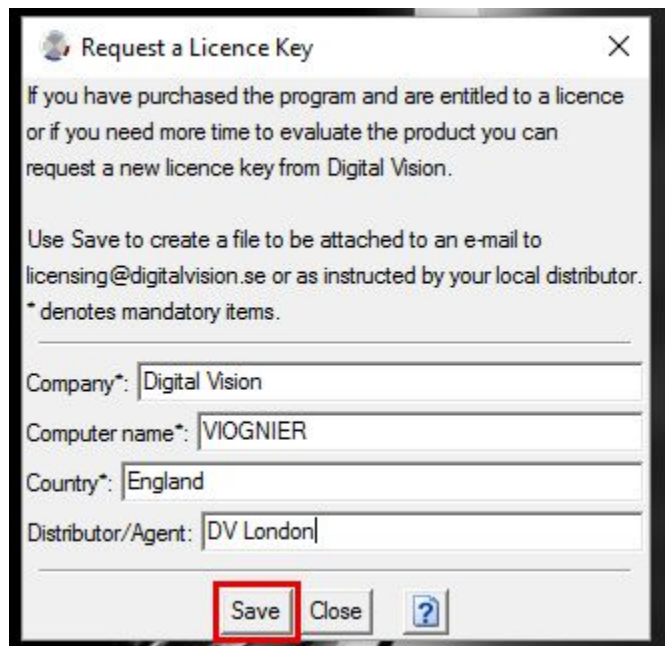 Request a Licence Key
If you have purchased the program and are entitled to a licence
or if you need more time to evaluate the product you can
request a new licence key from Digital Vision.
Use Save to create a file to be attached to an e-mail to
licensing@digitalvision.se or as instructed by your local distributor.
* denotes mandatory items.
Company*: Digital Vision
Computer name*: VIOGNIER
Country*: England
Distributor/Agent: DV London
Save Close ?